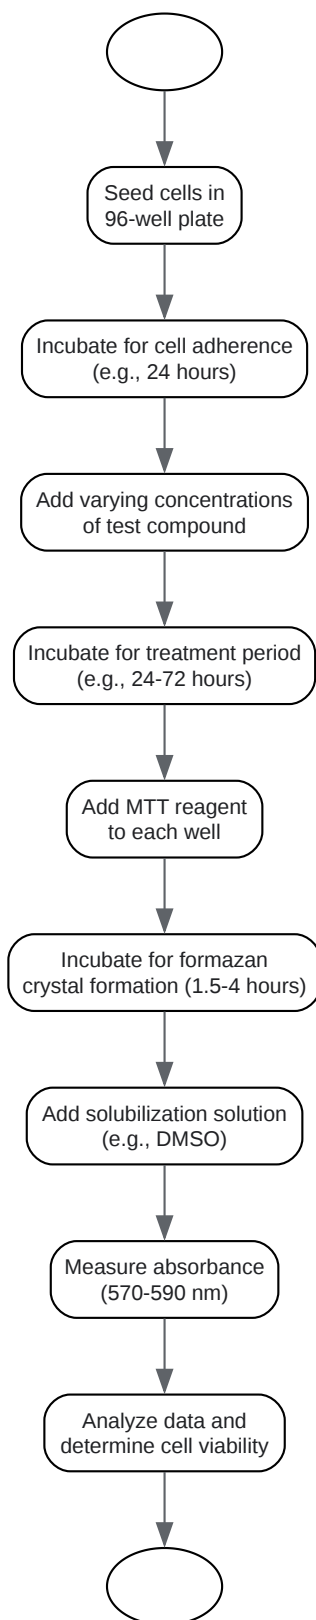 Seed cells in
96-well plate
Incubate for cell adherence
(e.g., 24 hours)
Add varying concentrations
of test compound
Incubate for treatment period
(e.g., 24-72 hours)
Add MTT reagent
to each well
Incubate for formazan
crystal formation (1.5-4 hours)
Add solubilization solution
(e.g., DMSO)
Measure absorbance
(570-590 nm)
Analyze data and
determine cell viability